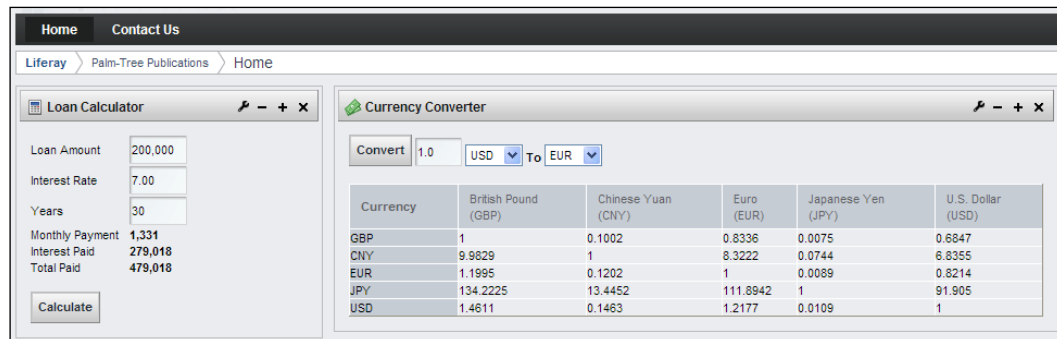 Home Contact Us
Liferay Palm-Tree Publications Home
Loan Calculator
Loan Amount 200,000
Interest Rate 7.00
Years 30
Monthly Payment 1,331
Interest Paid 279,018
Total Paid 479,018
Calculate
Currency Converter
Convert 1.0 USD To EUR
Currency British Pound (GBP) Chinese Yuan (CNY) Euro (EUR) Japanese Yen (JPY) U.S. Dollar (USD)
GBP 1 0.1002 0.8336 0.0075 0.6847
CNY 9.9829 1 8.3222 0.0744 6.8355
EUR 1.1995 0.1202 1 0.0089 0.8214
JPY 134.2225 13.4452 111.8942 1 91.905
USD 1.4611 0.1463 1.2177 0.0109 1